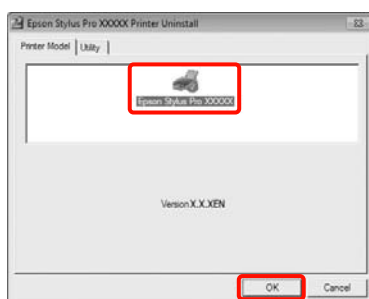 Epson Stylus Pro XXXXX Printer Uninstall
Printer Model Utility
Epson Stylus Pro XXXXX
Version X.X.XEN
OK Cancel